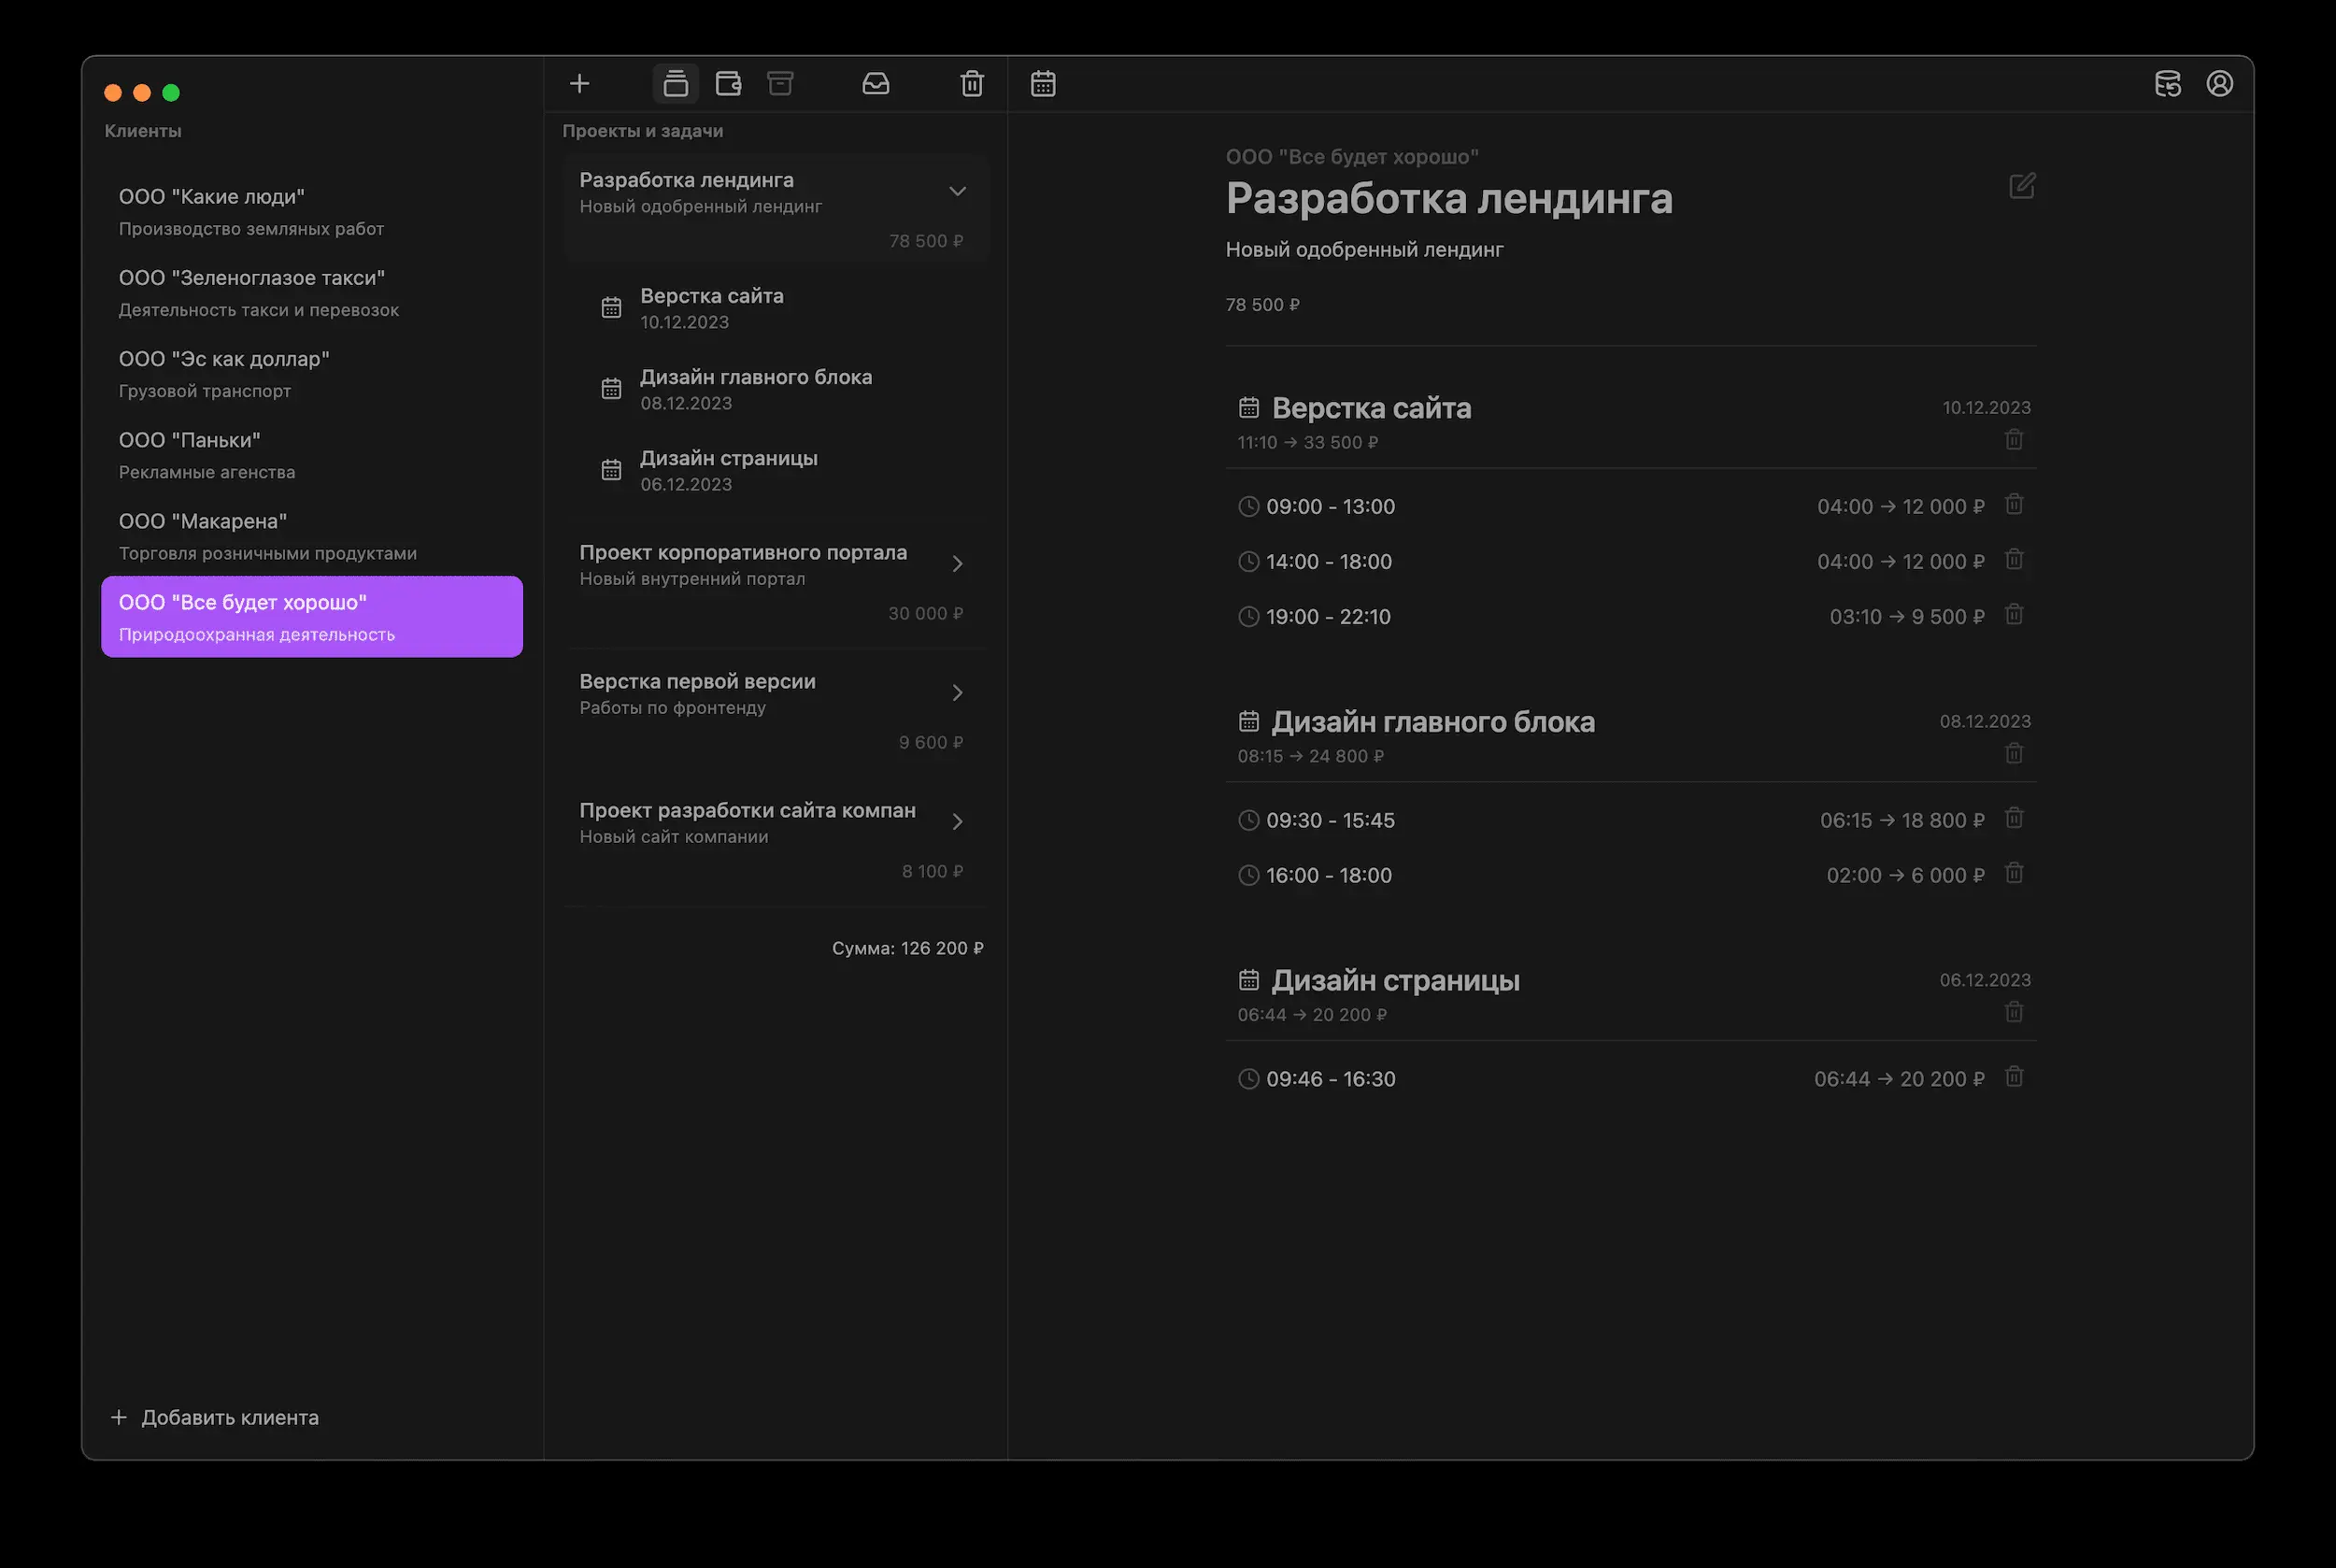 Клиенты
ООО "Какие люди"
Производство земляных работ
ООО "Зеленоглазое такси"
Деятельность такси и перевозок
ООО "Эс как доллар"
Грузовой транспорт
ООО "Паньки"
Рекламные агенства
ООО "Макарена"
Торговля розничными продуктами
ООО "Все будет хорошо"
Природоохранная деятельность
Добавить клиента
Проекты и задачи
Разработка лендинга
Новый одобренный лендинг
78 500 ₽
Верстка сайта
10.12.2023
Дизайн главного блока
08.12.2023
Дизайн страницы
06.12.2023
Проект корпоративного портала
Новый внутренний портал
30 000 ₽
Верстка первой версии
Работы по фронтенду
9 600 ₽
Проект разработки сайта компан
Новый сайт компании
8 100 ₽
Сумма: 126 200 ₽
ООО "Все будет хорошо"
Разработка лендинга
Новый одобренный лендинг
78 500 ₽
Верстка сайта 10.12.2023
11:10 → 33 500 ₽
09:00 - 13:00 04:00 → 12 000 ₽
14:00 - 18:00 04:00 → 12 000 ₽
19:00 - 22:10 03:10 → 9 500 ₽
Дизайн главного блока 08.12.2023
08:15 → 24 800 ₽
09:30 - 15:45 06:15 → 18 800 ₽
16:00 - 18:00 02:00 → 6 000 ₽
Дизайн страницы 06.12.2023
06:44 → 20 200 ₽
09:46 - 16:30 06:44 → 20 200 ₽